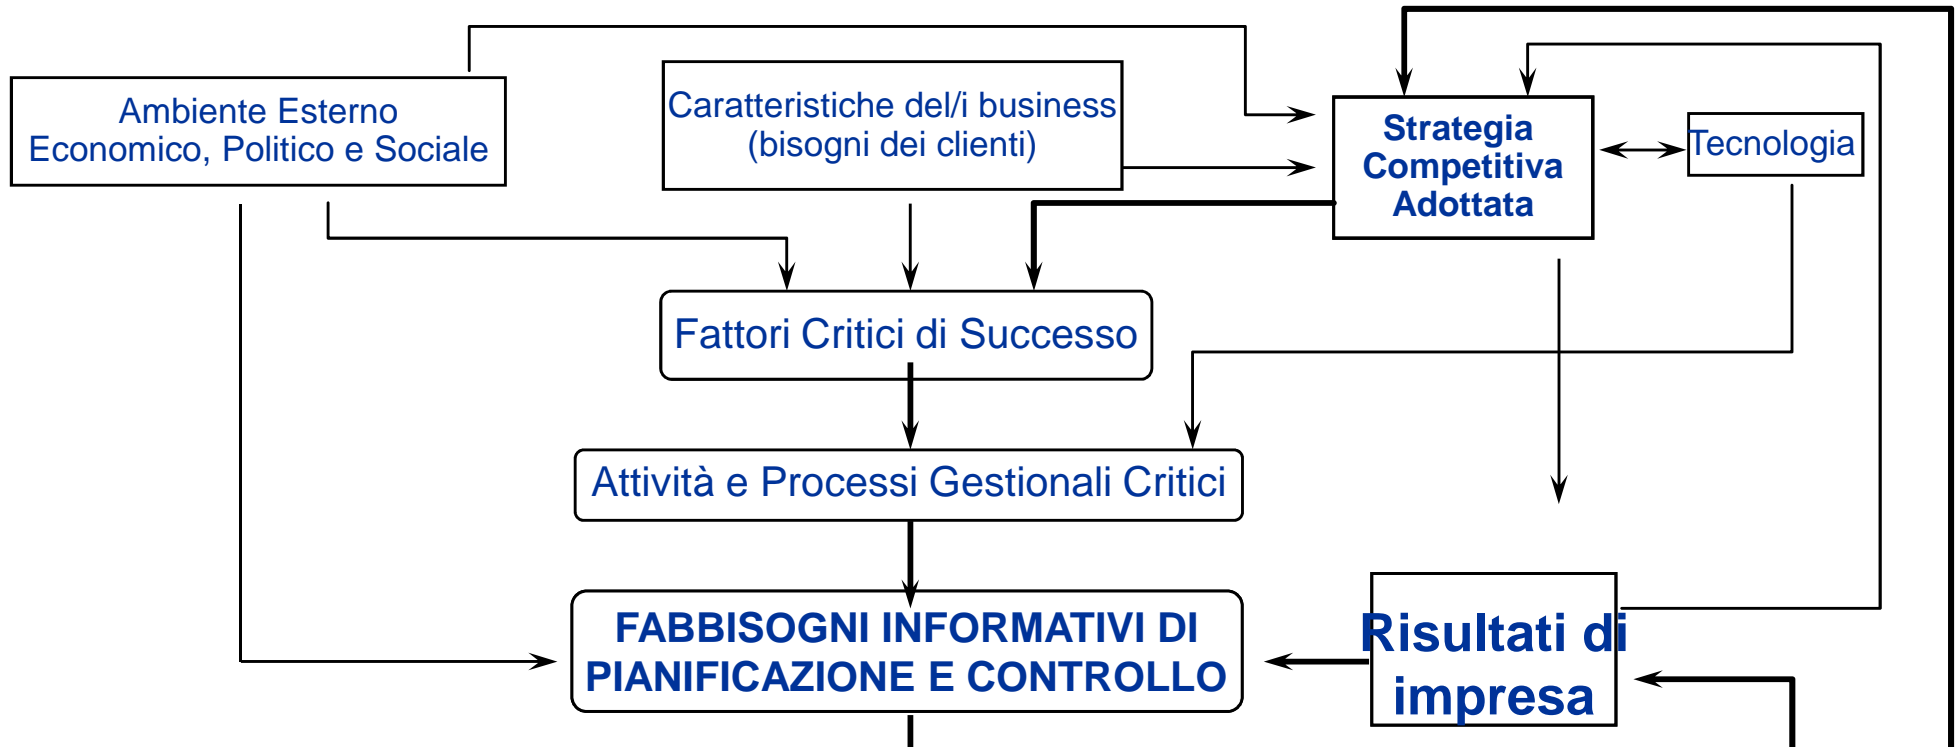 Ambiente Esterno
Economico, Politico e Sociale
Caratteristiche del/i business
(bisogni dei clienti)
Strategia
Competitiva
Adottata
Tecnologia
Fattori Critici di Successo
Attività e Processi Gestionali Critici
FABBISOGNI INFORMATIVI DI
PIANIFICAZIONE E CONTROLLO
Risultati di
impresa